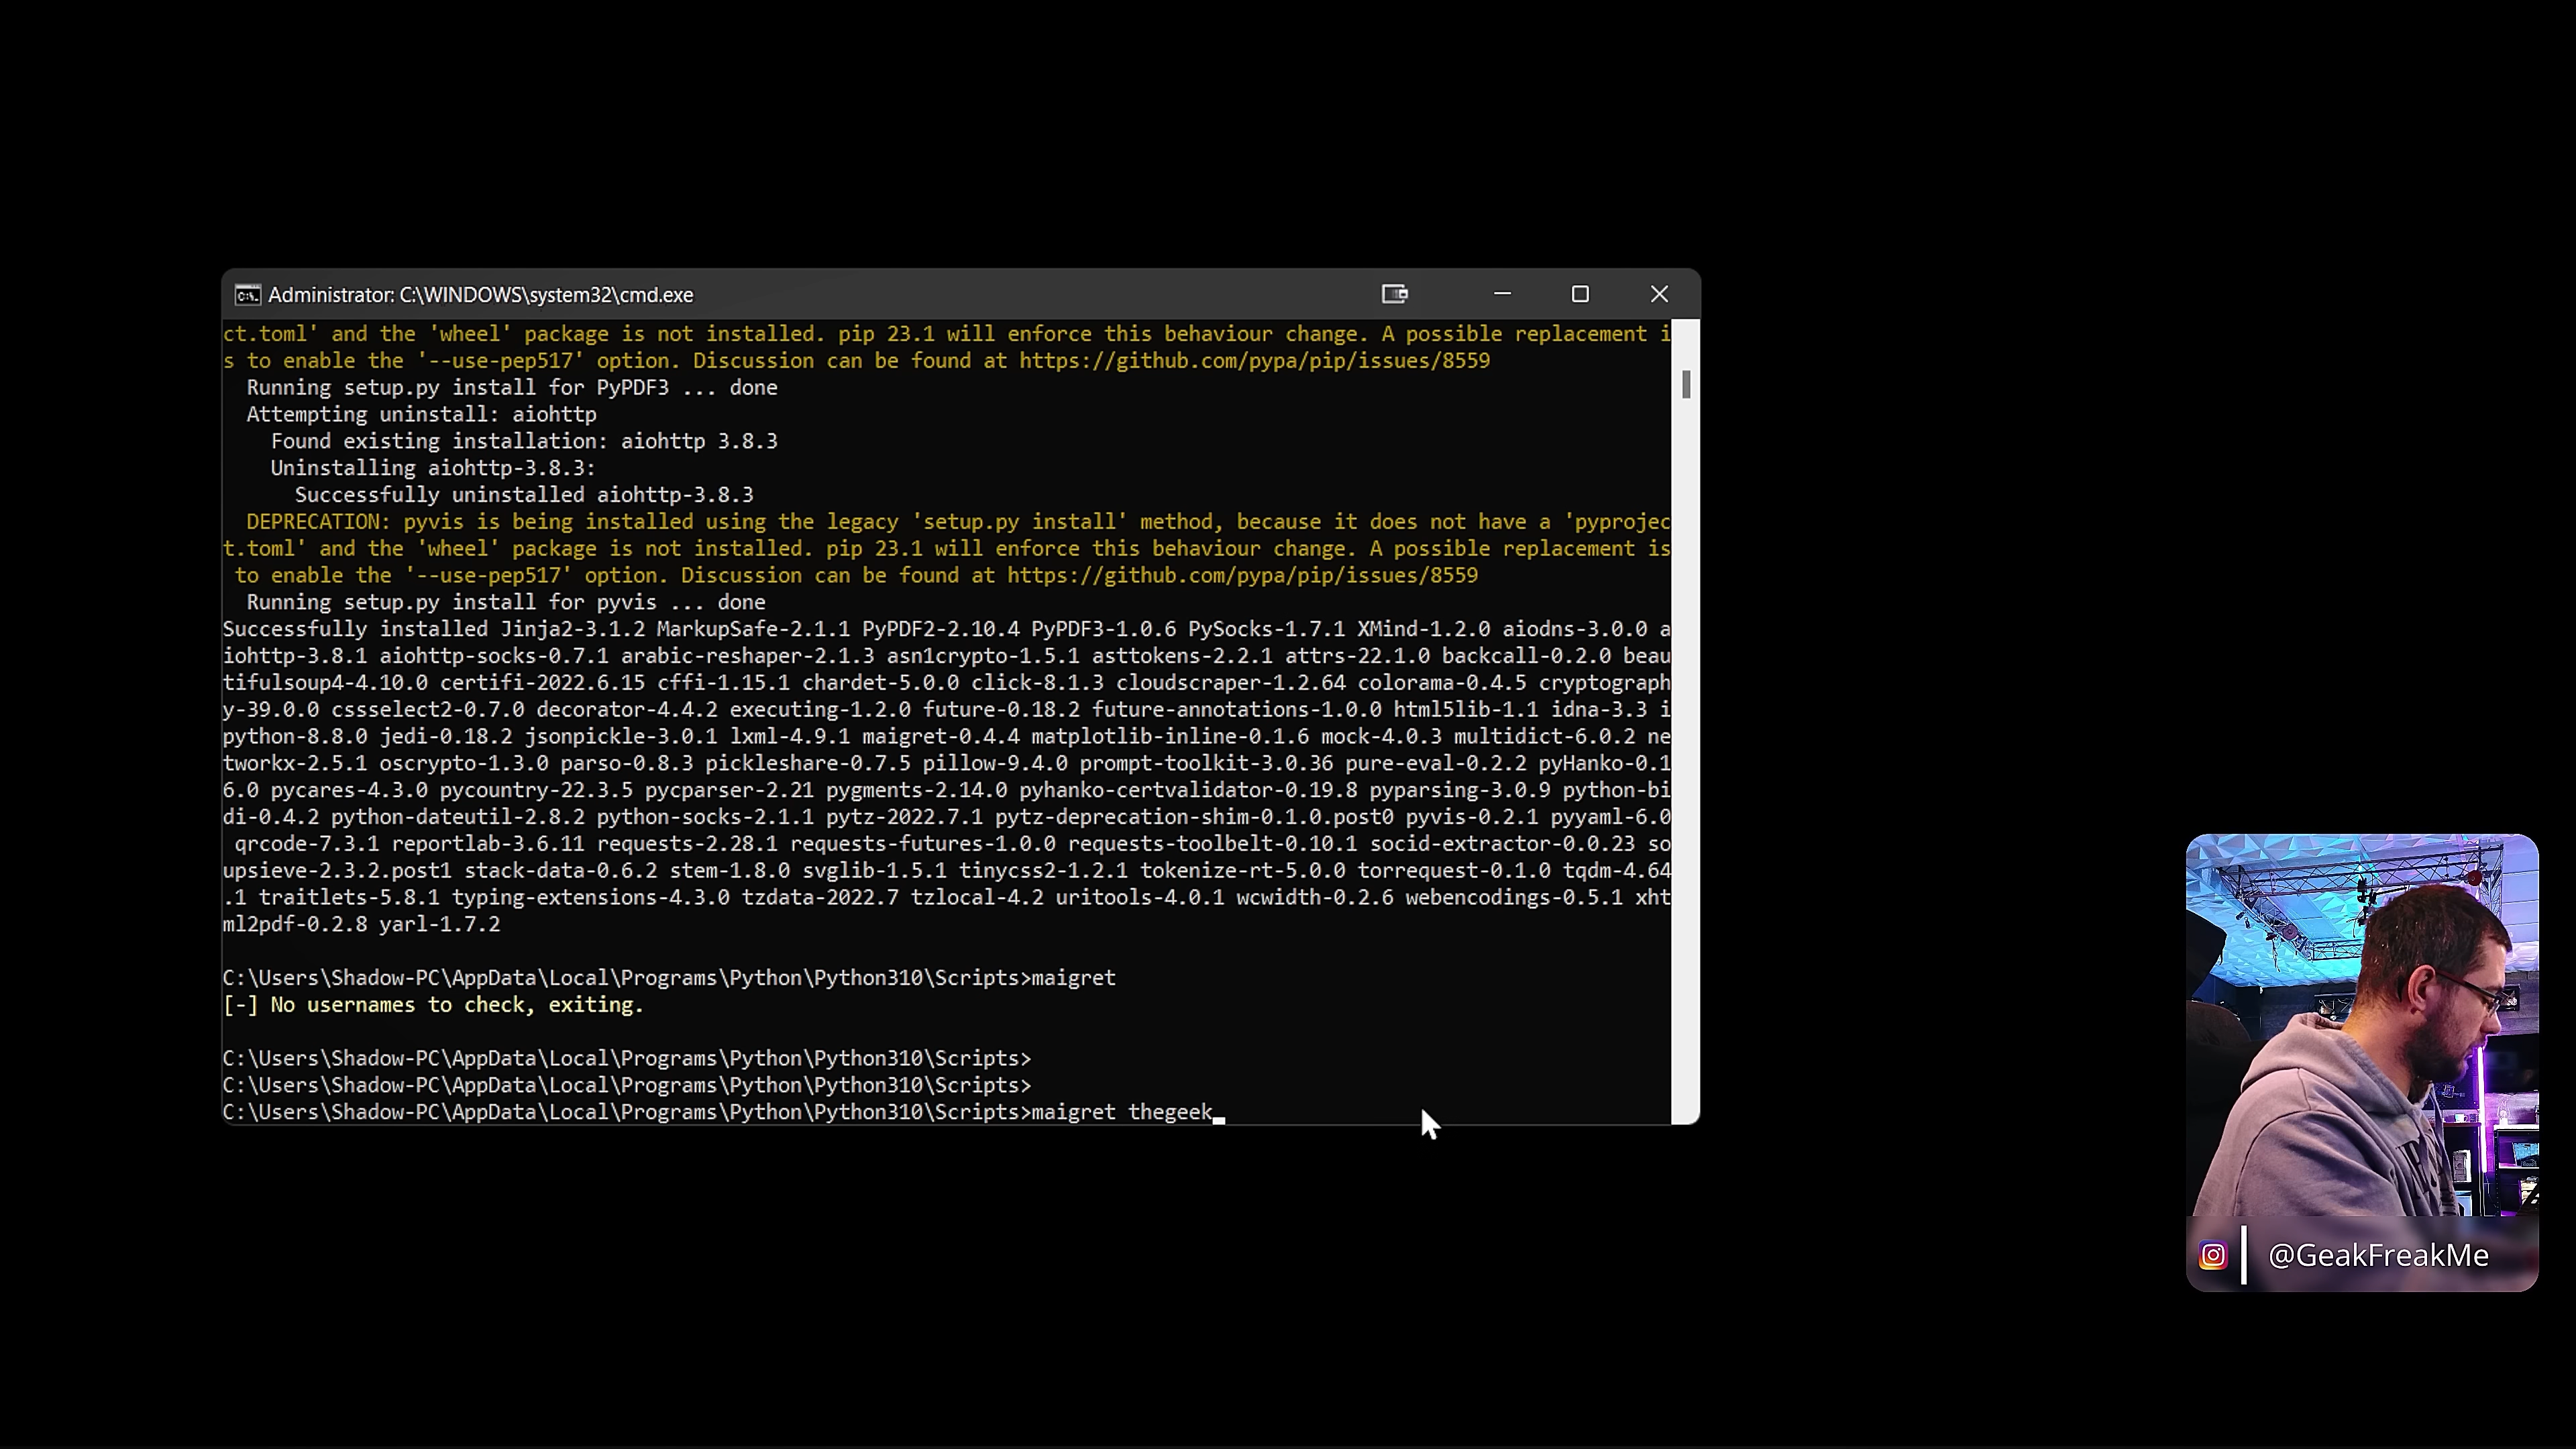 Administrator: C:\WINDOWS\system32\cmd.exe
ct.toml' and the 'wheel' package is not installed. pip 23.1 will enforce this behaviour change. A possible replacement i
s to enable the '--use-pep517' option. Discussion can be found at https://github.com/pypa/pip/issues/8559
  Running setup.py install for PyPDF3 ... done
  Attempting uninstall: aiohttp
    Found existing installation: aiohttp 3.8.3
    Uninstalling aiohttp-3.8.3:
      Successfully uninstalled aiohttp-3.8.3
  DEPRECATION: pyvis is being installed using the legacy 'setup.py install' method, because it does not have a 'pyprojec
t.toml' and the 'wheel' package is not installed. pip 23.1 will enforce this behaviour change. A possible replacement is
 to enable the '--use-pep517' option. Discussion can be found at https://github.com/pypa/pip/issues/8559
  Running setup.py install for pyvis ... done
Successfully installed Jinja2-3.1.2 MarkupSafe-2.1.1 PyPDF2-2.10.4 PyPDF3-1.0.6 PySocks-1.7.1 XMind-1.2.0 aiodns-3.0.0 a
iohttp-3.8.1 aiohttp-socks-0.7.1 arabic-reshaper-2.1.3 asn1crypto-1.5.1 asttokens-2.2.1 attrs-22.1.0 backcall-0.2.0 beau
tifulsoup4-4.10.0 certifi-2022.6.15 cffi-1.15.1 chardet-5.0.0 click-8.1.3 cloudscraper-1.2.64 colorama-0.4.5 cryptograph
y-39.0.0 cssselect2-0.7.0 decorator-4.4.2 executing-1.2.0 future-0.18.2 future-annotations-1.0.0 html5lib-1.1 idna-3.3 i
python-8.8.0 jedi-0.18.2 jsonpickle-3.0.1 lxml-4.9.1 maigret-0.4.4 matplotlib-inline-0.1.6 mock-4.0.3 multidict-6.0.2 ne
tworkx-2.5.1 oscrypto-1.3.0 parso-0.8.3 pickleshare-0.7.5 pillow-9.4.0 prompt-toolkit-3.0.36 pure-eval-0.2.2 pyHanko-0.1
6.0 pycares-4.3.0 pycountry-22.3.5 pycparser-2.21 pygments-2.14.0 pyhanko-certvalidator-0.19.8 pyparsing-3.0.9 python-bi
di-0.4.2 python-dateutil-2.8.2 python-socks-2.1.1 pytz-2022.7.1 pytz-deprecation-shim-0.1.0.post0 pyvis-0.2.1 pyyaml-6.0
 qrcode-7.3.1 reportlab-3.6.11 requests-2.28.1 requests-futures-1.0.0 requests-toolbelt-0.10.1 socid-extractor-0.0.23 so
upsieve-2.3.2.post1 stack-data-0.6.2 stem-1.8.0 svglib-1.5.1 tinycss2-1.2.1 tokenize-rt-5.0.0 torrequest-0.1.0 tqdm-4.64
.1 traitlets-5.8.1 typing-extensions-4.3.0 tzdata-2022.7 tzlocal-4.2 uritools-4.0.1 wcwidth-0.2.6 webencodings-0.5.1 xht
ml2pdf-0.2.8 yarl-1.7.2
C:\Users\Shadow-PC\AppData\Local\Programs\Python\Python310\Scripts>maigret
[-] No usernames to check, exiting.
C:\Users\Shadow-PC\AppData\Local\Programs\Python\Python310\Scripts>
C:\Users\Shadow-PC\AppData\Local\Programs\Python\Python310\Scripts>
C:\Users\Shadow-PC\AppData\Local\Programs\Python\Python310\Scripts>maigret thegeek
@GeakFreakMe